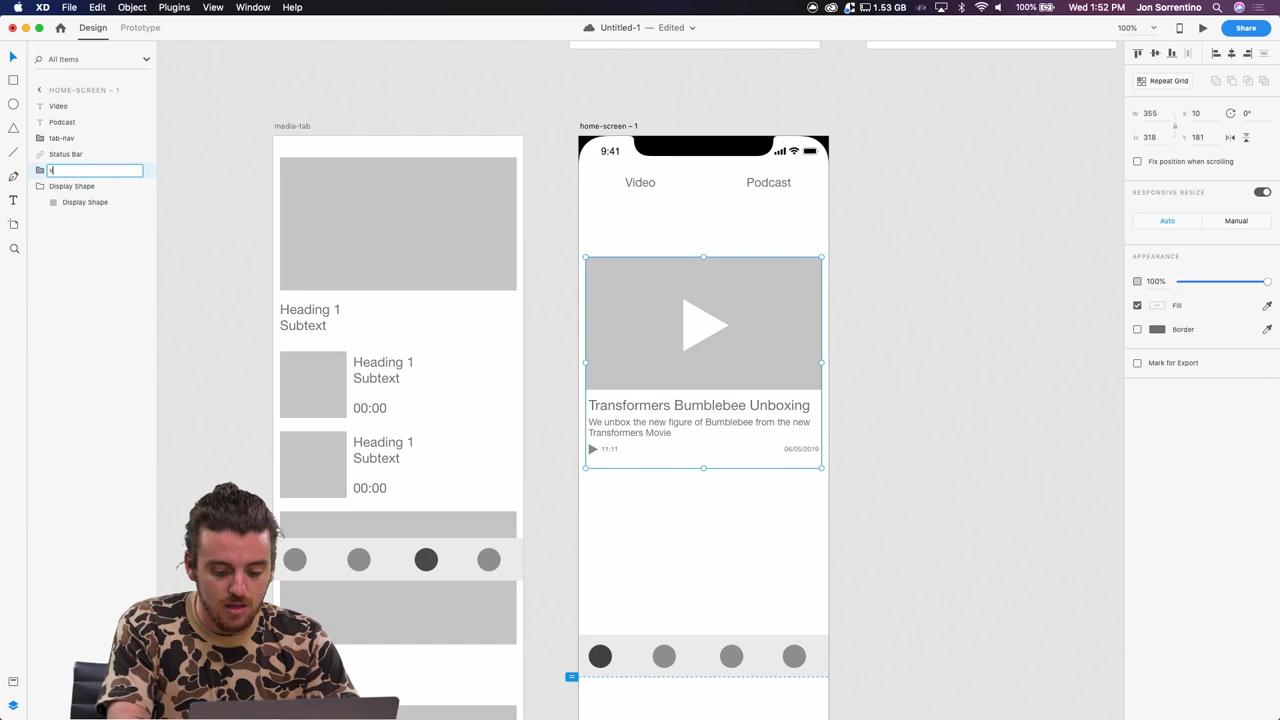 XD File Edit Object Plugins View Window Help
1.53 GB
100%
Wed 1:52 PM Jon Sorrentino
Design Prototype
Untitled-1 — Edited
100%
Share
All Items
HOME-SCREEN – 1
Video
Podcast
tab-nav
Status Bar
v
Display Shape
Display Shape
media-tab
Heading 1
Subtext
Heading 1
Subtext
00:00
Heading 1
Subtext
00:00
home-screen – 1
9:41
Video Podcast
Transformers Bumblebee Unboxing
We unbox the new figure of Bumblebee from the new
Transformers Movie
11:11 06/05/2019
Repeat Grid
W 355 X 10 0°
H 318 Y 181
Fix position when scrolling
RESPONSIVE RESIZE
Auto Manual
APPEARANCE
100%
Fill
Border
Mark for Export